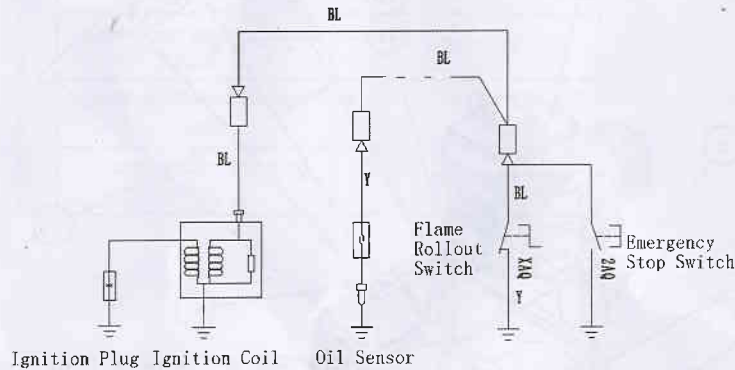 BL
BL
BL
Y
BL
Flame
Rollout
Switch
XAQ
Y
2AQ
Emergency
Stop Switch
Ignition Plug
Ignition Coil
Oil Sensor